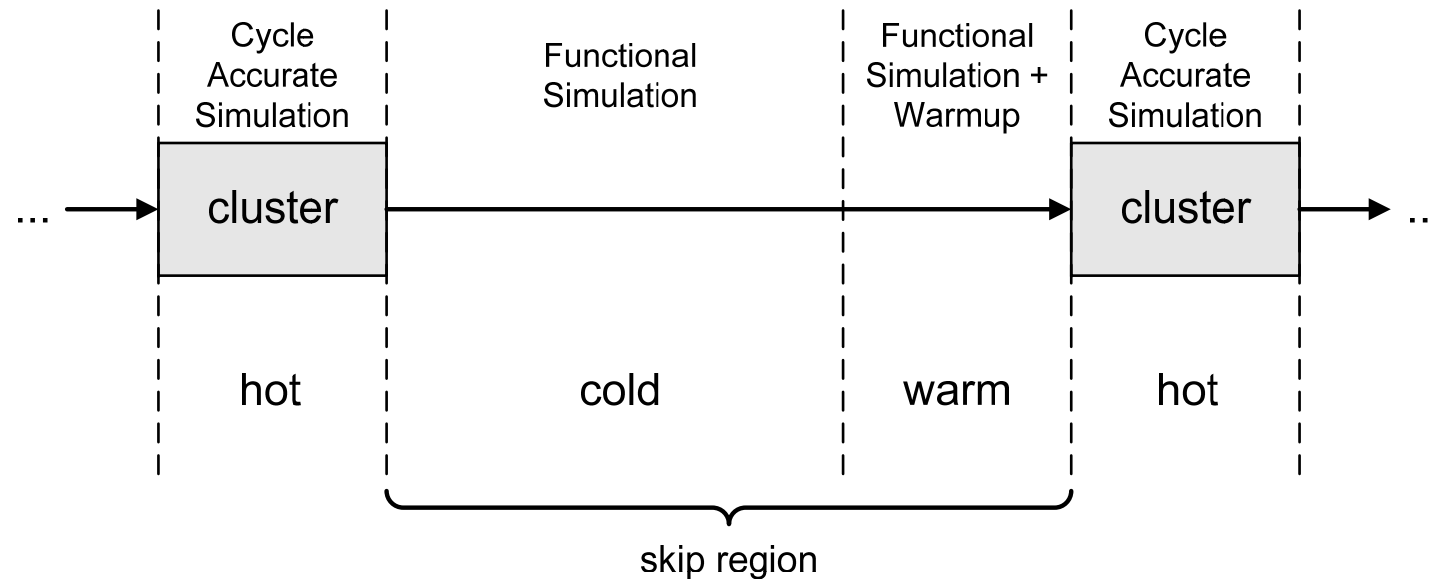 Cycle
Accurate
Simulation
Functional
Simulation
Functional
Simulation +
Warmup
Cycle
Accurate
Simulation
... cluster cluster ..
hot cold warm hot
skip region